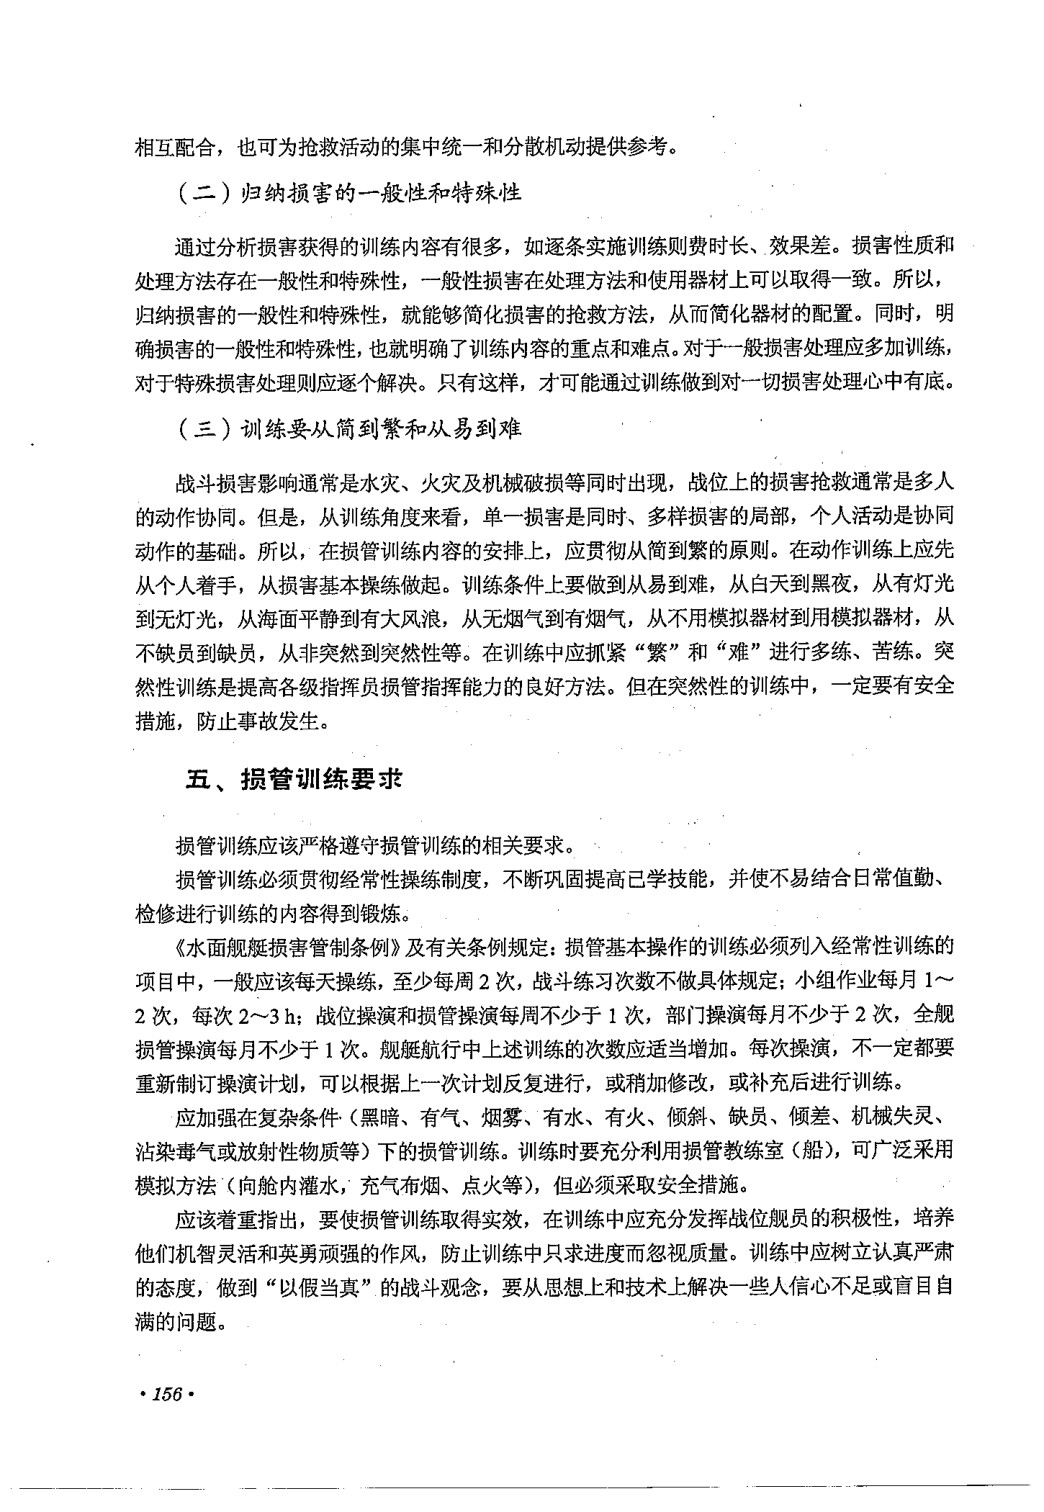 相互配合，也可为抢救活动的集中统一和分散机动提供参考。
（二）归纳损害的一般性和特殊性
通过分析损害获得的训练内容有很多，如逐条实施训练则费时长、效果差。损害性质和
处理方法存在一般性和特殊性，一般性损害在处理方法和使用器材上可以取得一致。所以，
归纳损害的一般性和特殊性，就能够简化损害的抢救方法，从而简化器材的配置。同时，明
确损害的一般性和特殊性，也就明确了训练内容的重点和难点。对于一般损害处理应多加训练，
对于特殊损害处理则应逐个解决。只有这样，才可能通过训练做到对一切损害处理心中有底。
（三）训练要从简到繁和从易到难
战斗损害影响通常是水灾、火灾及机械破损等同时出现，战位上的损害抢救通常是多人
的动作协同。但是，从训练角度来看，单一损害是同时、多样损害的局部，个人活动是协同
动作的基础。所以，在损管训练内容的安排上，应贯彻从简到繁的原则。在动作训练上应先
从个人着手，从损害基本操练做起。训练条件上要做到从易到难，从白天到黑夜，从有灯光
到无灯光，从海面平静到有大风浪，从无烟气到有烟气，从不用模拟器材到用模拟器材，从
不缺员到缺员，从非突然到突然性等。在训练中应抓紧“繁”和“难”进行多练、苦练。突
然性训练是提高各级指挥员损管指挥能力的良好方法。但在突然性的训练中，一定要有安全
措施，防止事故发生。
五、损管训练要求
损管训练应该严格遵守损管训练的相关要求。
损管训练必须贯彻经常性操练制度，不断巩固提高已学技能，并使不易结合日常值勤、
检修进行训练的内容得到锻炼。
《水面舰艇损害管制条例》及有关条例规定：损管基本操作的训练必须列入经常性训练的
项目中，一般应该每天操练，至少每周 2 次，战斗练习次数不做具体规定；小组作业每月 1～
2 次，每次 2～3 h；战位操演和损管操演每周不少于 1 次，部门操演每月不少于 2 次，全舰
损管操演每月不少于 1 次。舰艇航行中上述训练的次数应适当增加。每次操演，不一定都要
重新制订操演计划，可以根据上一次计划反复进行，或稍加修改，或补充后进行训练。
应加强在复杂条件（黑暗、有气、烟雾、有水、有火、倾斜、缺员、倾差、机械失灵、
沾染毒气或放射性物质等）下的损管训练。训练时要充分利用损管教练室（船），可广泛采用
模拟方法（向舱内灌水，充气布烟、点火等），但必须采取安全措施。
应该着重指出，要使损管训练取得实效，在训练中应充分发挥战位舰员的积极性，培养
他们机智灵活和英勇顽强的作风，防止训练中只求进度而忽视质量。训练中应树立认真严肃
的态度，做到“以假当真”的战斗观念，要从思想上和技术上解决一些人信心不足或盲目自
满的问题。
·156·